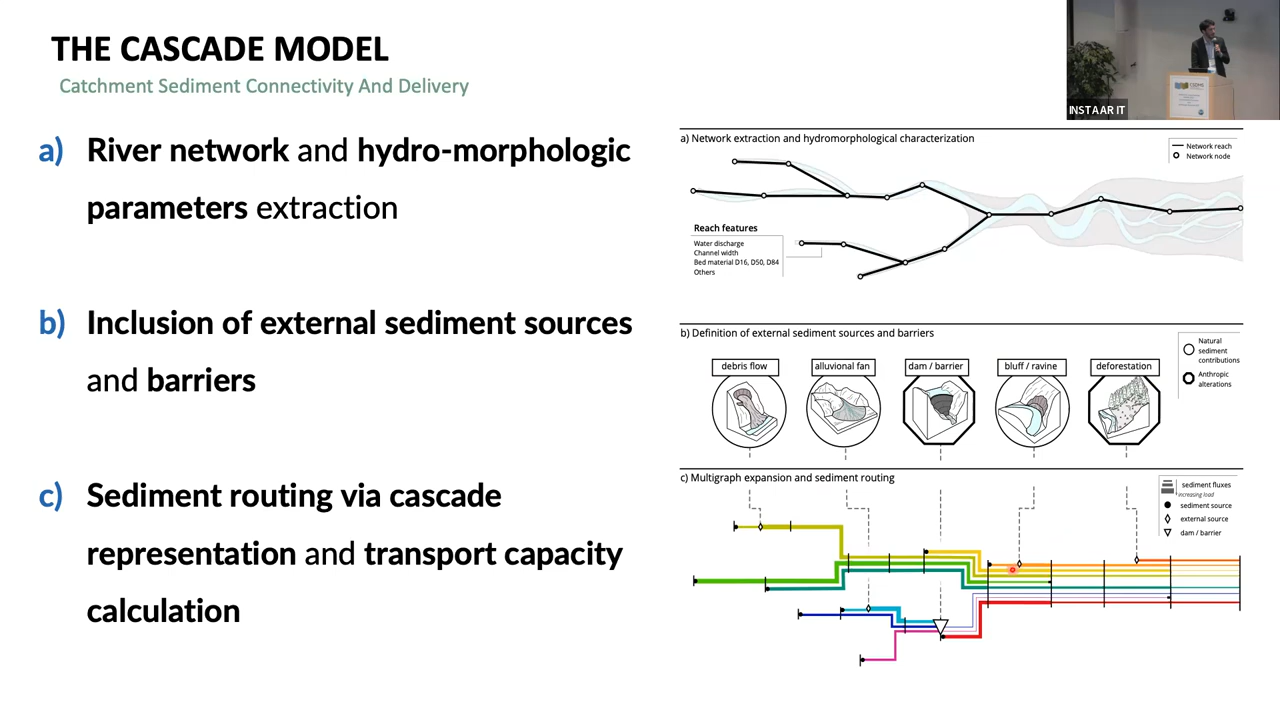 THE CASCADE MODEL
Catchment Sediment Connectivity And Delivery
a) River network and hydro-morphologic
parameters extraction
b) Inclusion of external sediment sources
and barriers
c) Sediment routing via cascade
representation and transport capacity
calculation
INSTAAR IT
CSDMS
a) Network extraction and hydromorphological characterization
Network reach
Network node
Reach features
Water discharge
Channel width
Bed material D16, D50, D84
Others
b) Definition of external sediment sources and barriers
Natural
sediment
contributions
Anthropic
alterations
debris flow
alluvional fan
dam / barrier
bluff / ravine
deforestation
c) Multigraph expansion and sediment routing
sediment fluxes
increasing load
sediment source
external source
dam / barrier